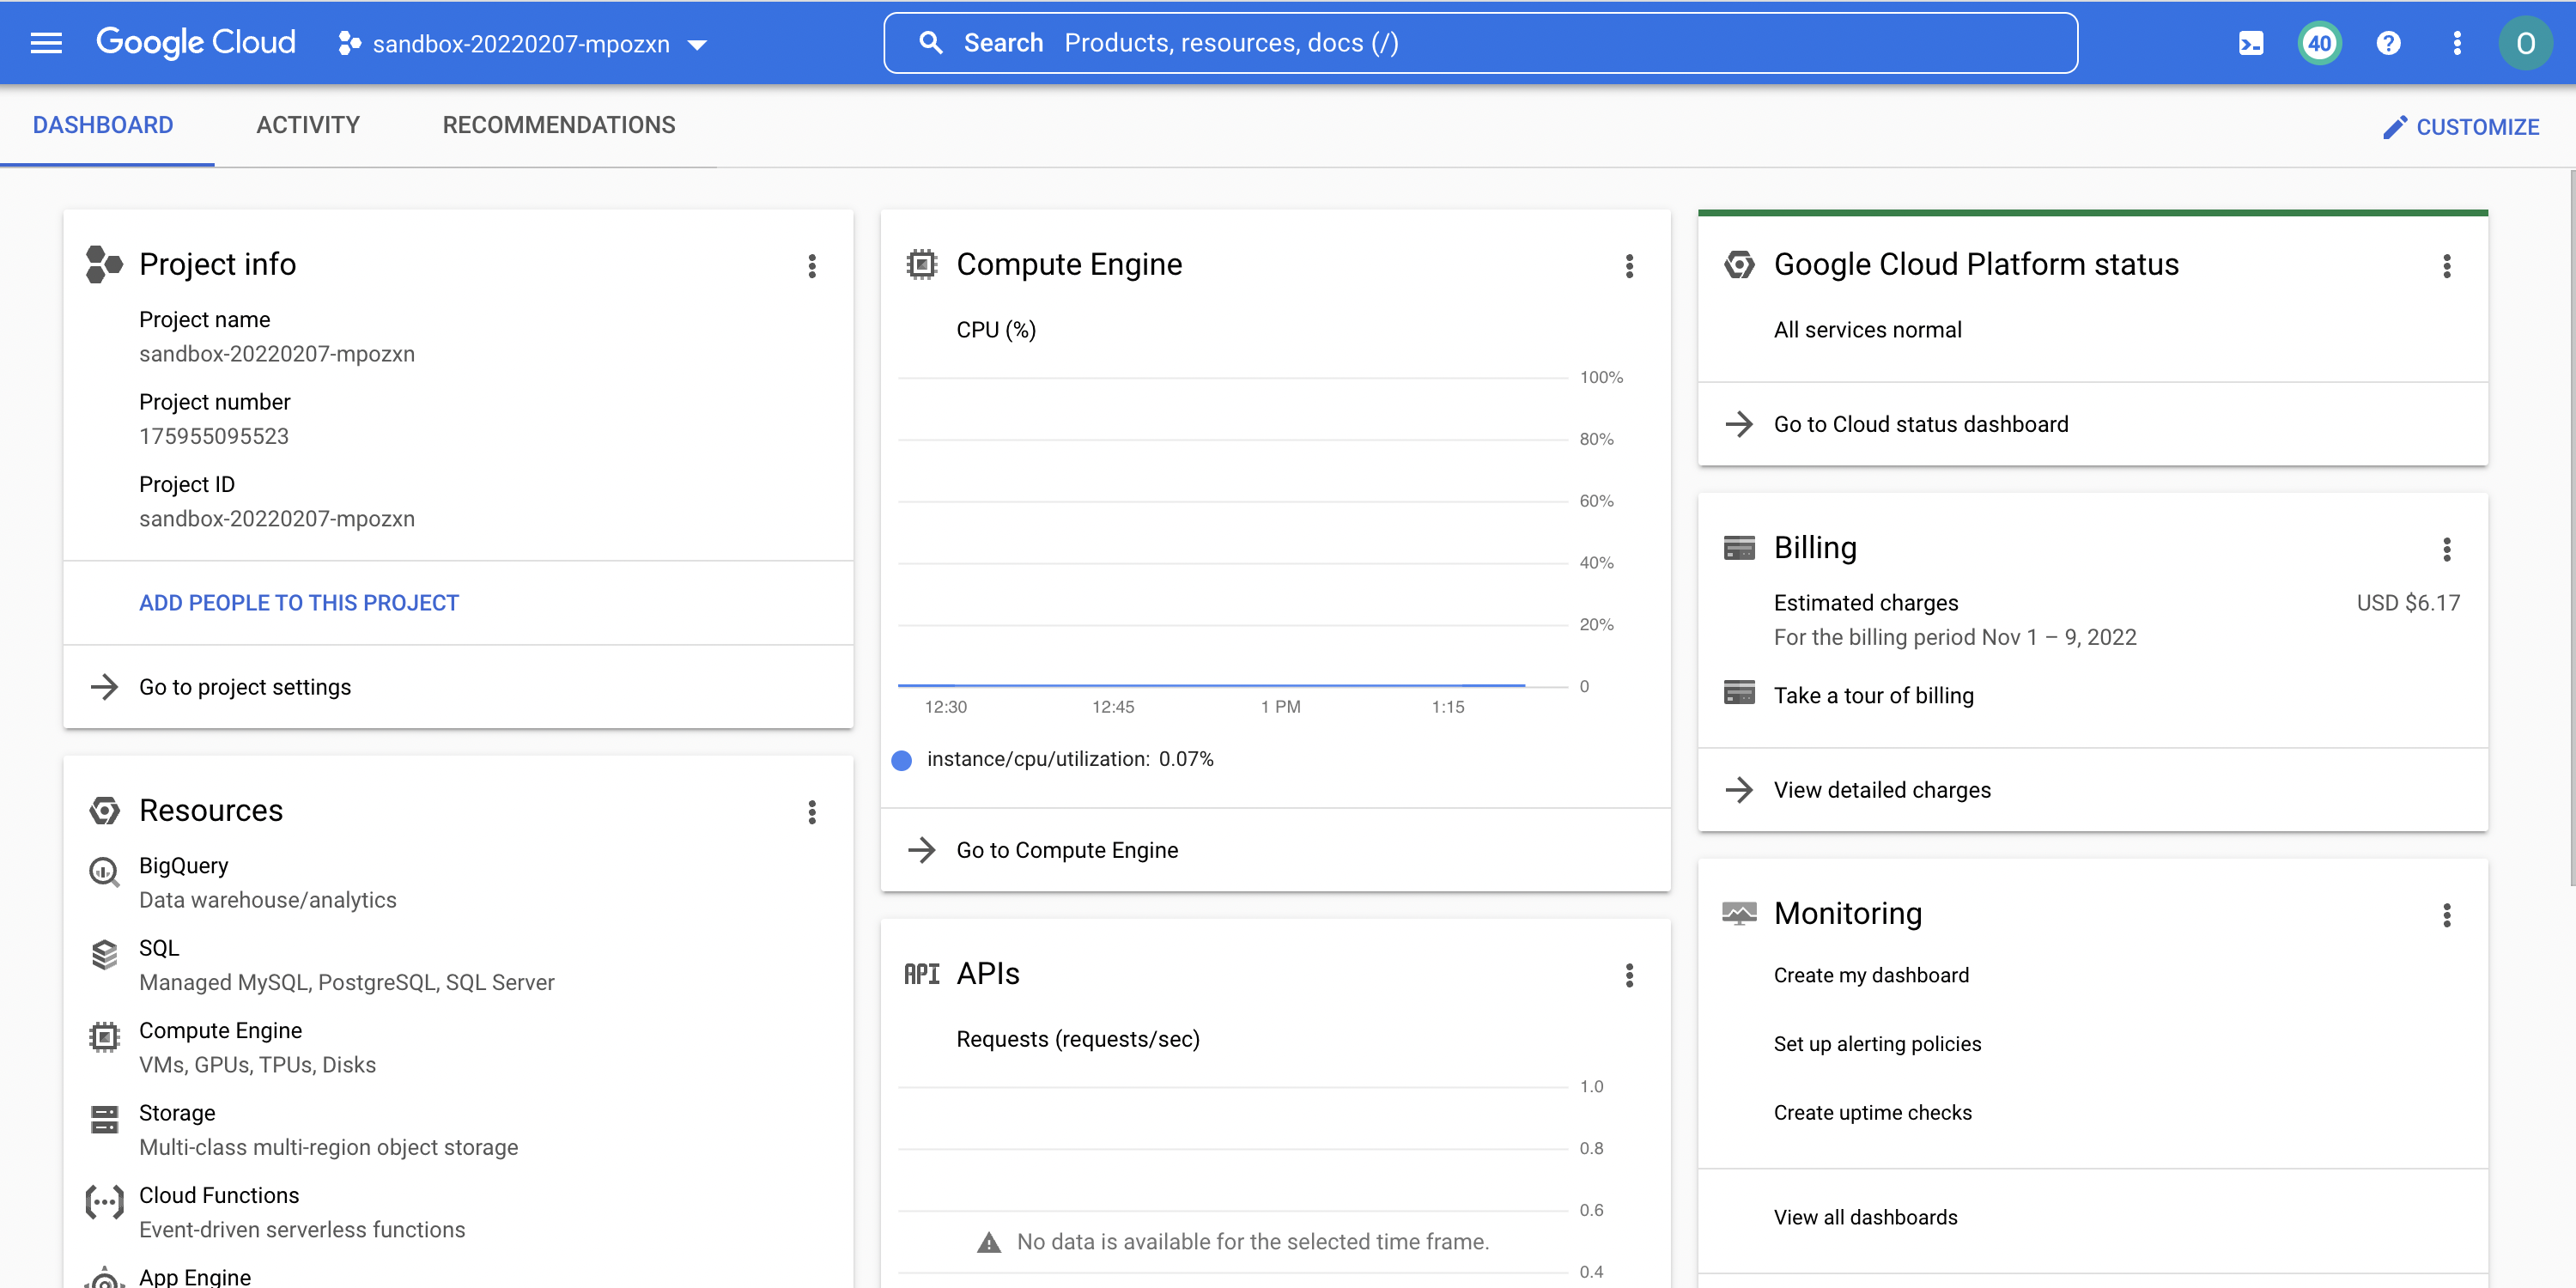 Google Cloud
sandbox-20220207-mpozxn
Search Products, resources, docs (/)
40
?
O
DASHBOARD
ACTIVITY
RECOMMENDATIONS
CUSTOMIZE
Project info
Project name
sandbox-20220207-mpozxn
Project number
175955095523
Project ID
sandbox-20220207-mpozxn
ADD PEOPLE TO THIS PROJECT
Go to project settings
Resources
BigQuery
Data warehouse/analytics
SQL
Managed MySQL, PostgreSQL, SQL Server
Compute Engine
VMs, GPUs, TPUs, Disks
Storage
Multi-class multi-region object storage
Cloud Functions
Event-driven serverless functions
App Engine
Compute Engine
CPU (%)
100%
80%
60%
40%
20%
0
12:30 12:45 1 PM 1:15
instance/cpu/utilization: 0.07%
Go to Compute Engine
API APIs
Requests (requests/sec)
1.0
0.8
0.6
No data is available for the selected time frame.
0.4
Google Cloud Platform status
All services normal
Go to Cloud status dashboard
Billing
Estimated charges USD $6.17
For the billing period Nov 1 – 9, 2022
Take a tour of billing
View detailed charges
Monitoring
Create my dashboard
Set up alerting policies
Create uptime checks
View all dashboards